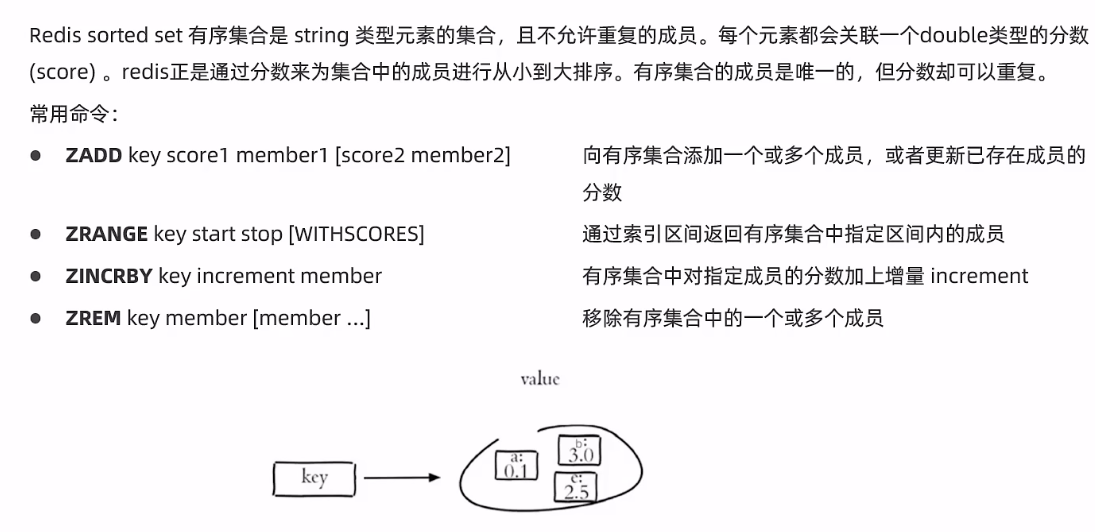 Redis sorted set 有序集合是 string 类型元素的集合，且不允许重复的成员。每个元素都会关联一个double类型的分数
(score) 。redis正是通过分数来为集合中的成员进行从小到大排序。有序集合的成员是唯一的，但分数却可以重复。
常用命令：
● ZADD key score1 member1 [score2 member2] 向有序集合添加一个或多个成员，或者更新已存在成员的
分数
● ZRANGE key start stop [WITHSCORES] 通过索引区间返回有序集合中指定区间内的成员
● ZINCRBY key increment member 有序集合中对指定成员的分数加上增量 increment
● ZREM key member [member ...] 移除有序集合中的一个或多个成员
value
key
a:
0.1
b:
3.0
c:
2.5